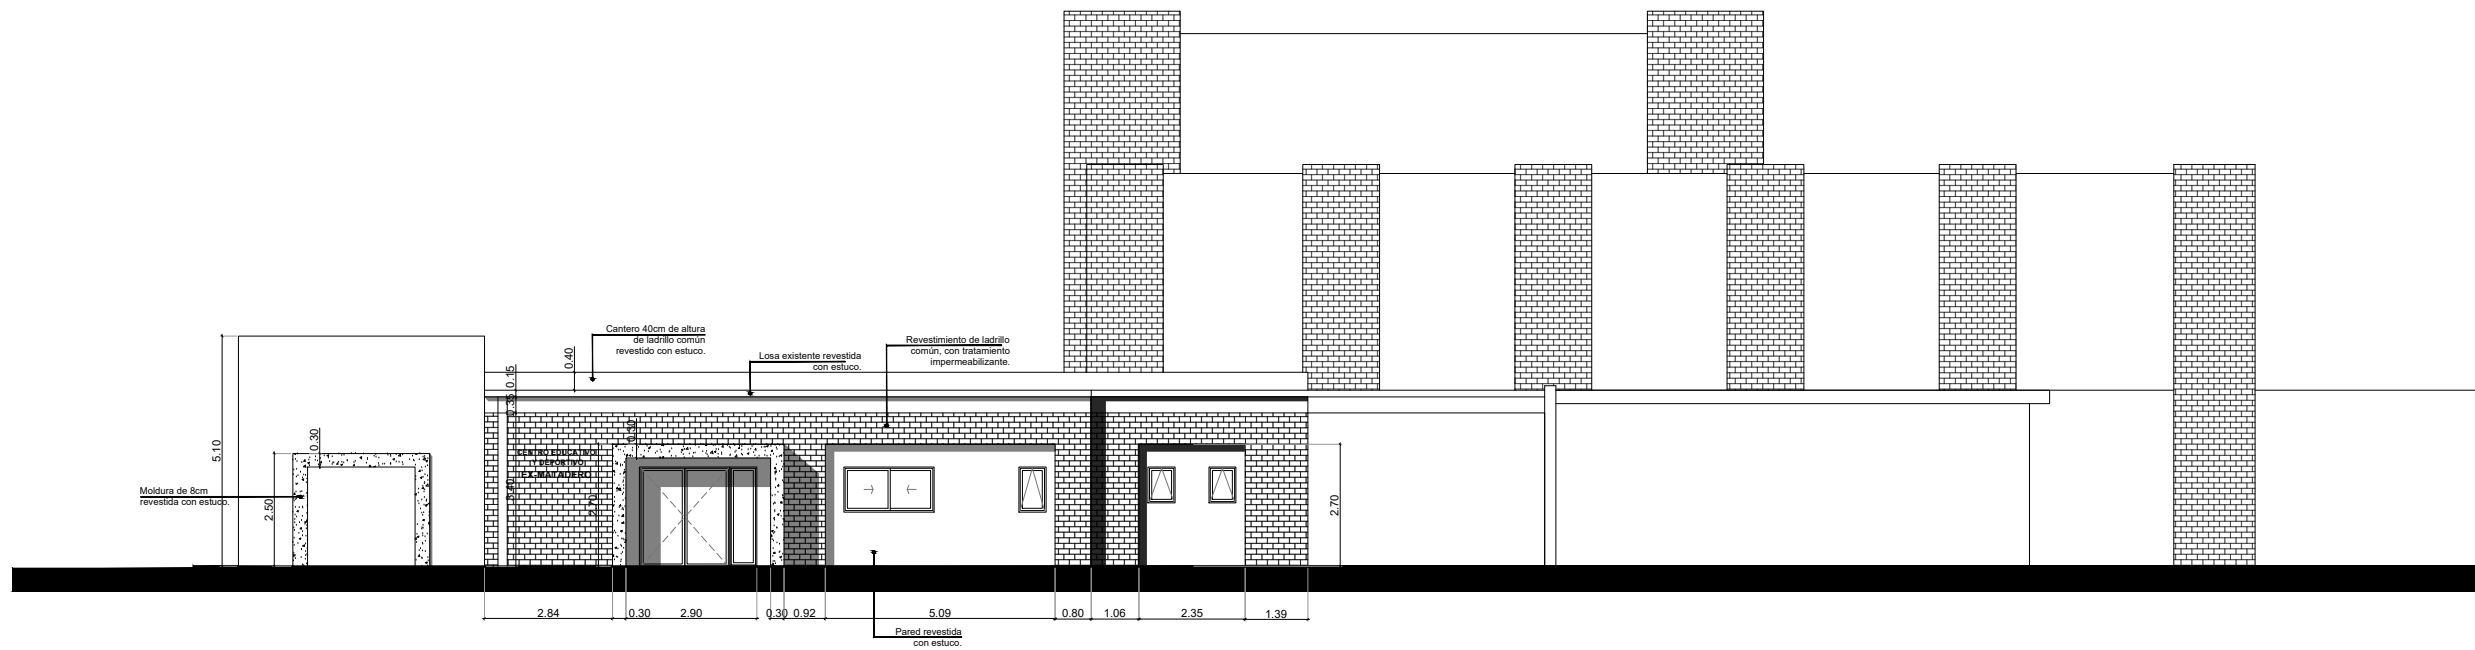 Cantero 40cm de altura
de ladrillo común
revestido con estuco.
Losa existente revestida
con estuco.
Revestimiento de ladrillo
común, con tratamiento
impermeabilizante.
0.40
0.15
0.35
5.10
0.30
0.30
CENTRO EDUCATIVO
Y DEPORTIVO
EX-MATADERO
Moldura de 8cm
revestida con estuco.
2.50
3.40
2.70
2.70
2.84
0.30
2.90
0.30
0.92
5.09
0.80
1.06
2.35
1.39
Pared revestida
con estuco.